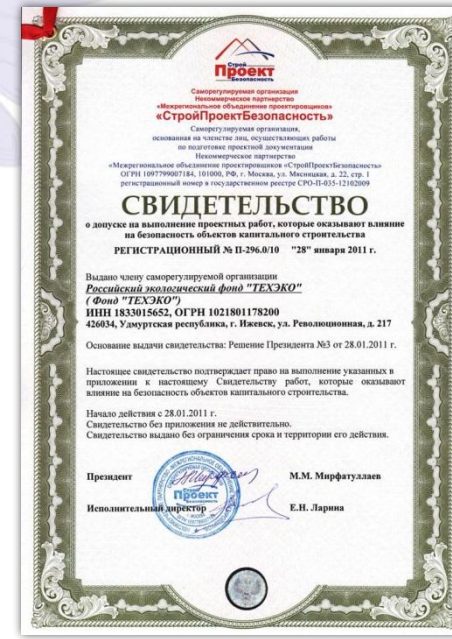 Строй
Проект
Безопасность
Саморегулируемая организация
Некоммерческое партнерство
«Межрегиональное объединение проектировщиков»
«СтройПроектБезопасность»
Саморегулируемая организация,
основанная на членстве лиц, осуществляющих работы
по подготовке проектной документации
Некоммерческое партнерство
«Межрегиональное объединение проектировщиков «СтройПроектБезопасность»
ОГРН 1097799007184, 101000, РФ, г. Москва, ул. Мясницкая, д. 22, стр. 1
регистрационный номер в государственном реестре СРО-П-035-12102009
СВИДЕТЕЛЬСТВО
о допуске на выполнение проектных работ, которые оказывают влияние
на безопасность объектов капитального строительства
РЕГИСТРАЦИОННЫЙ № П-296.0/10 "28" января 2011 г.
Выдано члену саморегулируемой организации
Российский экологический фонд "ТЕХЭКО"
( Фонд "ТЕХЭКО")
ИНН 1833015652, ОГРН 1021801178200
426034, Удмуртская республика, г. Ижевск, ул. Революционная, д. 217
Основание выдачи свидетельства: Решение Президента №3 от 28.01.2011 г.
Настоящее свидетельство подтверждает право на выполнение указанных в
приложении к настоящему Свидетельству работ, которые оказывают
влияние на безопасность объектов капитального строительства.
Начало действия с 28.01.2011 г.
Свидетельство без приложения не действительно.
Свидетельство выдано без ограничения срока и территории его действия.
Президент М.М. Мирфатуллаев
Проект
Исполнительный директор Е.Н. Ларина